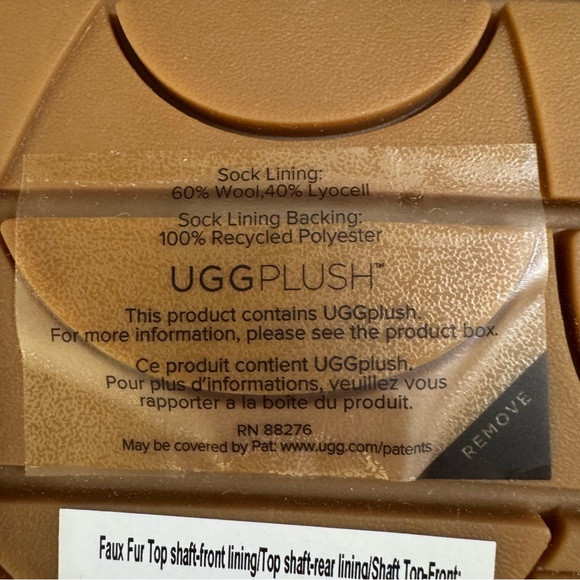 Sock Lining:
60% Wool,40% Lyocell
Sock Lining Backing:
100% Recycled Polyester
UGGPLUSH™
This product contains UGGplush.
For more information, please see the product box.
Ce produit contient UGGplush.
Pour plus d'informations, veuillez vous
rapporter a la boîte du produit.
RN 88276
May be covered by Pat: www.ugg.com/patents
REMOVE
Faux Fur Top shaft-front lining/Top shaft-rear lining/Shaft Top-Front: